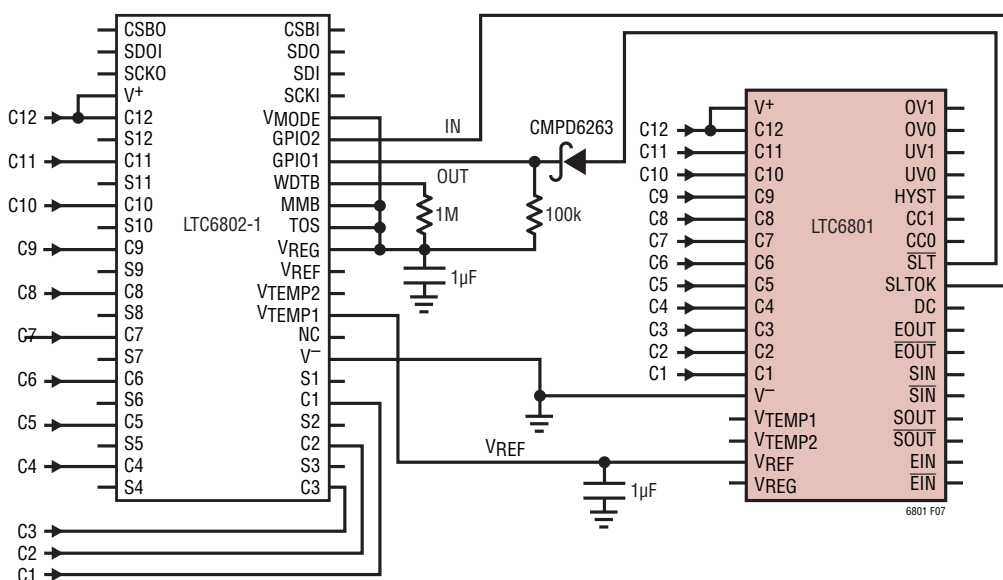 CSBO
SDOI
SCKO
V+
C12
S12
C11
S11
C10
S10
C9
S9
C8
S8
C7
S7
C6
S6
C5
S5
C4
S4
C12
C11
C10
C9
C8
C7
C6
C5
C4
C3
C2
C1
LTC6802-1
CSBI
SDO
SDI
SCKI
VMODE
GPIO2
GPIO1
WDTB
MMB
TOS
VREG
VREF
VTEMP2
VTEMP1
NC
V–
S1
C1
S2
C2
S3
C3
IN
OUT
CMPD6263
1M
100k
1µF
VREF
1µF
C12
C11
C10
C9
C8
C7
C6
C5
C4
C3
C2
C1
V+
C12
C11
C10
C9
C8
C7
C6
C5
C4
C3
C2
C1
V–
VTEMP1
VTEMP2
VREF
VREG
LTC6801
OV1
OV0
UV1
UV0
HYST
CC1
CC0
SLT
SLTOK
DC
EOUT
EOUT
SIN
SIN
SOUT
SOUT
EIN
EIN
6801 F07